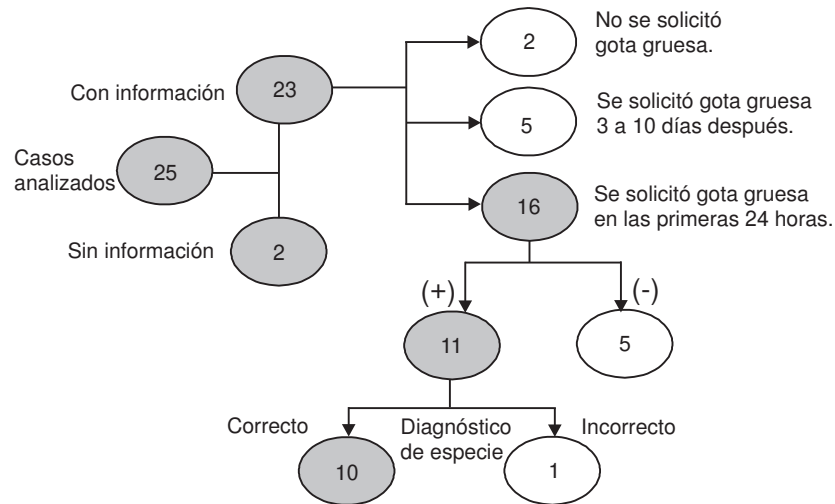 2
No se solicitó
gota gruesa.
Con información
23
5
Se solicitó gota gruesa
3 a 10 días después.
Casos
analizados
25
16
Se solicitó gota gruesa
en las primeras 24 horas.
Sin información
2
(+)
(-)
11
5
Correcto
Diagnóstico
de especie
Incorrecto
10
1